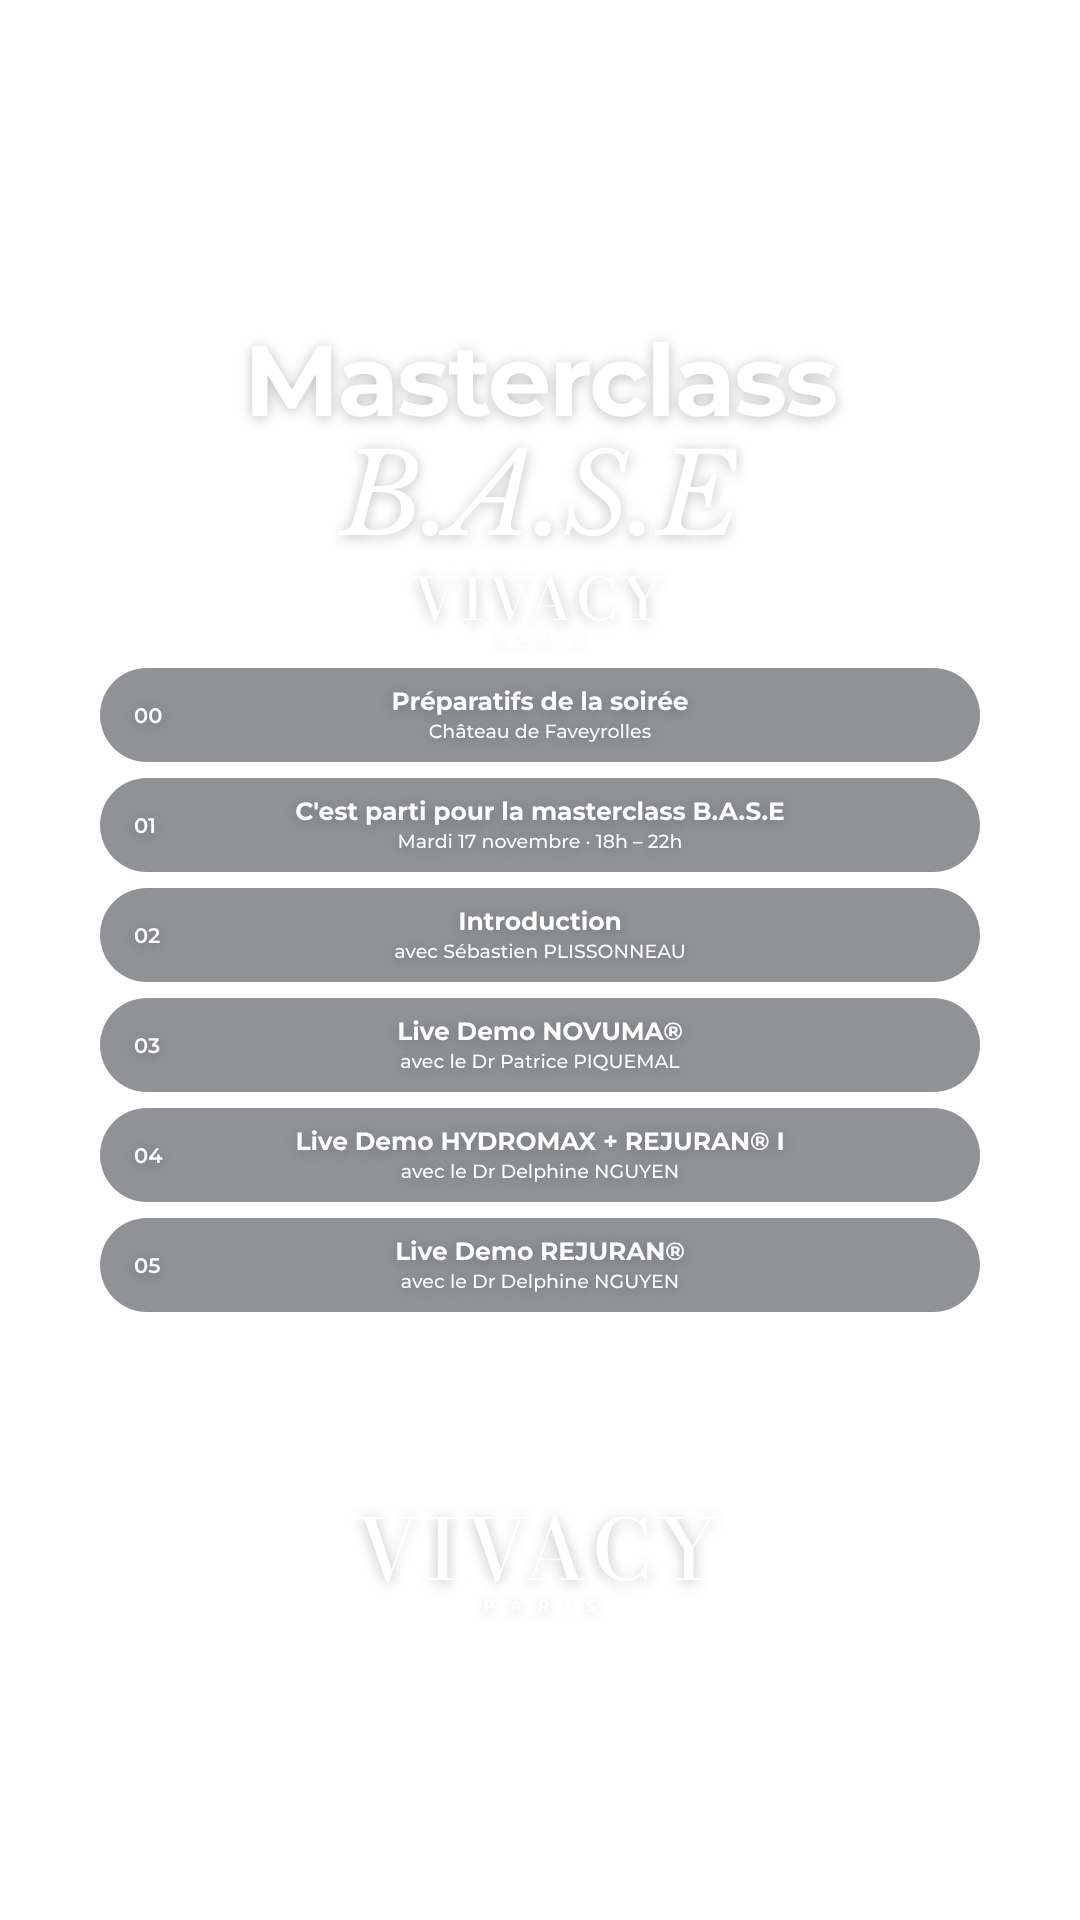 Masterclass
B.A.S.E
VIVACY
00
Préparatifs de la soirée
Château de Faveyrolles
01
C'est parti pour la masterclass B.A.S.E
Mardi 17 novembre · 18h – 22h
02
Introduction
avec Sébastien PLISSONNEAU
03
Live Demo NOVUMA®
avec le Dr Patrice PIQUEMAL
04
Live Demo HYDROMAX + REJURAN® I
avec le Dr Delphine NGUYEN
05
Live Demo REJURAN®
avec le Dr Delphine NGUYEN
VIVACY
PARIS